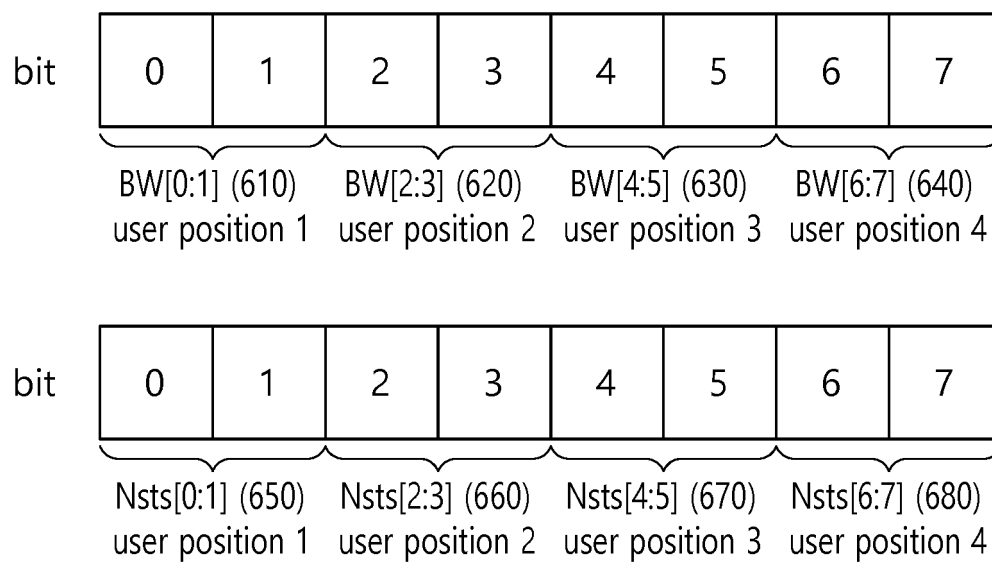 bit 0 1 2 3 4 5 6 7
BW[0:1] (610) BW[2:3] (620) BW[4:5] (630) BW[6:7] (640)
user position 1 user position 2 user position 3 user position 4
bit 0 1 2 3 4 5 6 7
Nsts[0:1] (650) Nsts[2:3] (660) Nsts[4:5] (670) Nsts[6:7] (680)
user position 1 user position 2 user position 3 user position 4